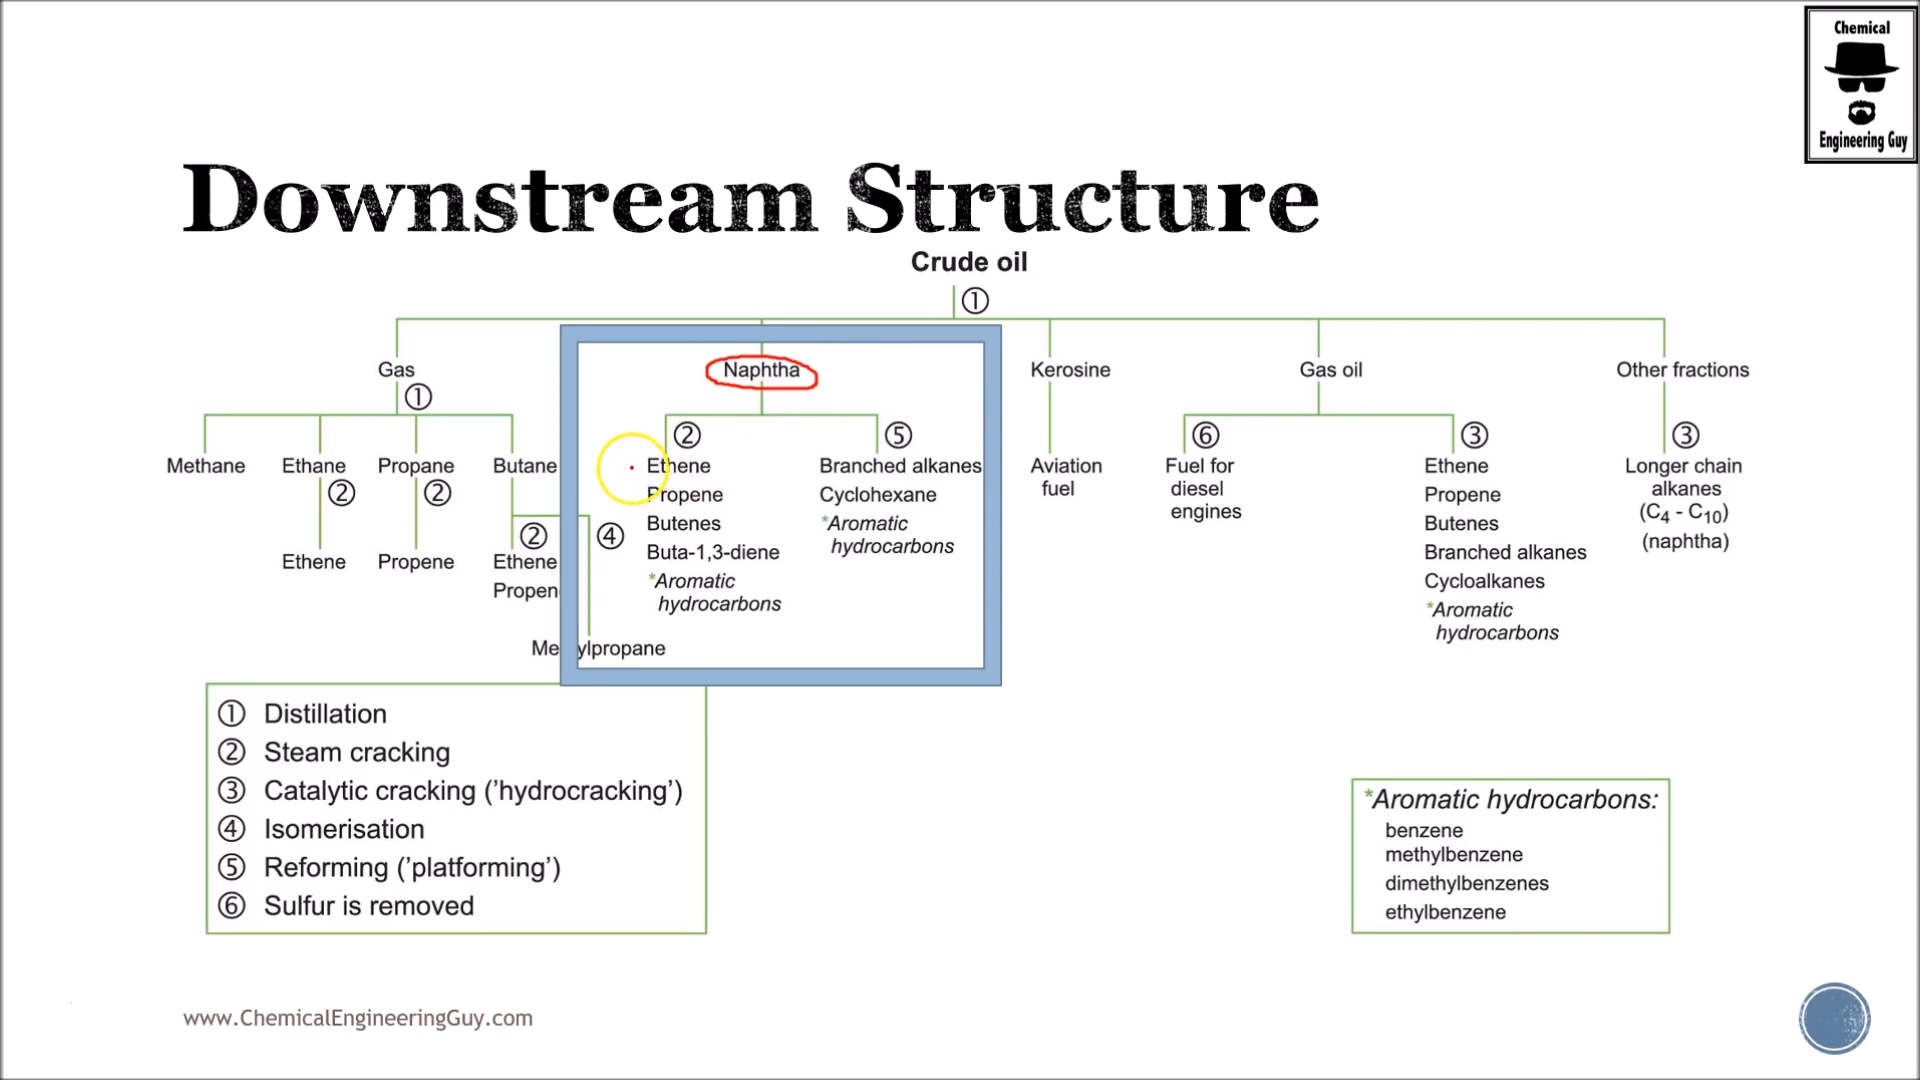 Chemical
Engineering Guy
Downstream Structure
Crude oil
①
Gas
Naphtha
Kerosine
Gas oil
Other fractions
①
②
⑤
⑥
③
③
Methane
Ethane
Propane
Butane
②
②
Ethene
Propene
②
Ethene
Propen
④
Me ylpropane
Ethene
Propene
Butenes
Buta-1,3-diene
*Aromatic
hydrocarbons
Branched alkanes
Cyclohexane
*Aromatic
hydrocarbons
Aviation
fuel
Fuel for
diesel
engines
Ethene
Propene
Butenes
Branched alkanes
Cycloalkanes
*Aromatic
hydrocarbons
Longer chain
alkanes
(C4 - C10)
(naphtha)
① Distillation
② Steam cracking
③ Catalytic cracking ('hydrocracking')
④ Isomerisation
⑤ Reforming ('platforming')
⑥ Sulfur is removed
*Aromatic hydrocarbons:
benzene
methylbenzene
dimethylbenzenes
ethylbenzene
www.ChemicalEngineeringGuy.com